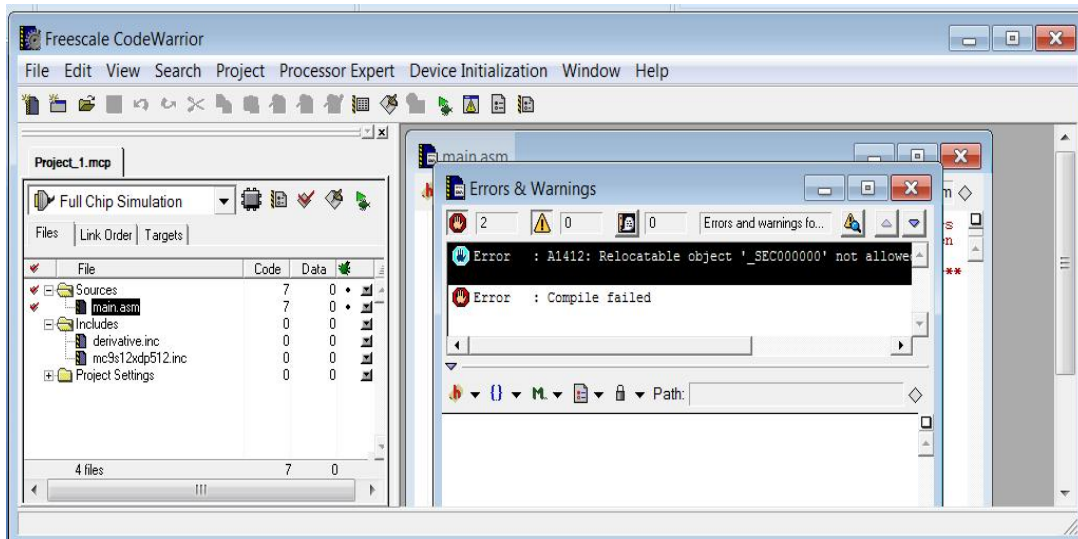 Freescale CodeWarrior
File Edit View Search Project Processor Expert Device Initialization Window Help
Project_1.mcp
Full Chip Simulation
Files Link Order Targets
File Code Data
Sources 7 0
main.asm 7 0
Includes 0 0
derivative.inc 0 0
mc9s12xdp512.inc 0 0
Project Settings 0 0
4 files 7 0
main.asm
Errors & Warnings
2 0 0 Errors and warnings fo...
Error : A1412: Relocatable object '_SEC000000' not allowe
Error : Compile failed
h {} M. Path: